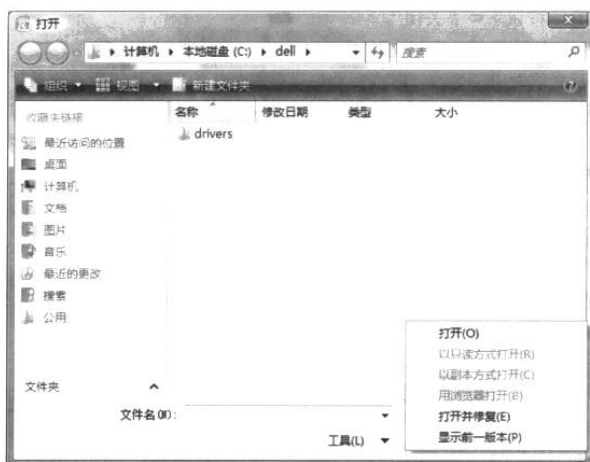 打开
计算机 本地磁盘 (C:) dell 搜索
组织 视图 新建文件夹
收藏夹链接
名称 修改日期 类型 大小
最近访问的位置
drivers
桌面
计算机
文档
图片
音乐
最近的更改
搜索
公用
文件夹
文件名(N):
工具(L)
打开(O)
以只读方式打开(R)
以副本方式打开(C)
用浏览器打开(B)
打开并修复(E)
显示前一版本(P)